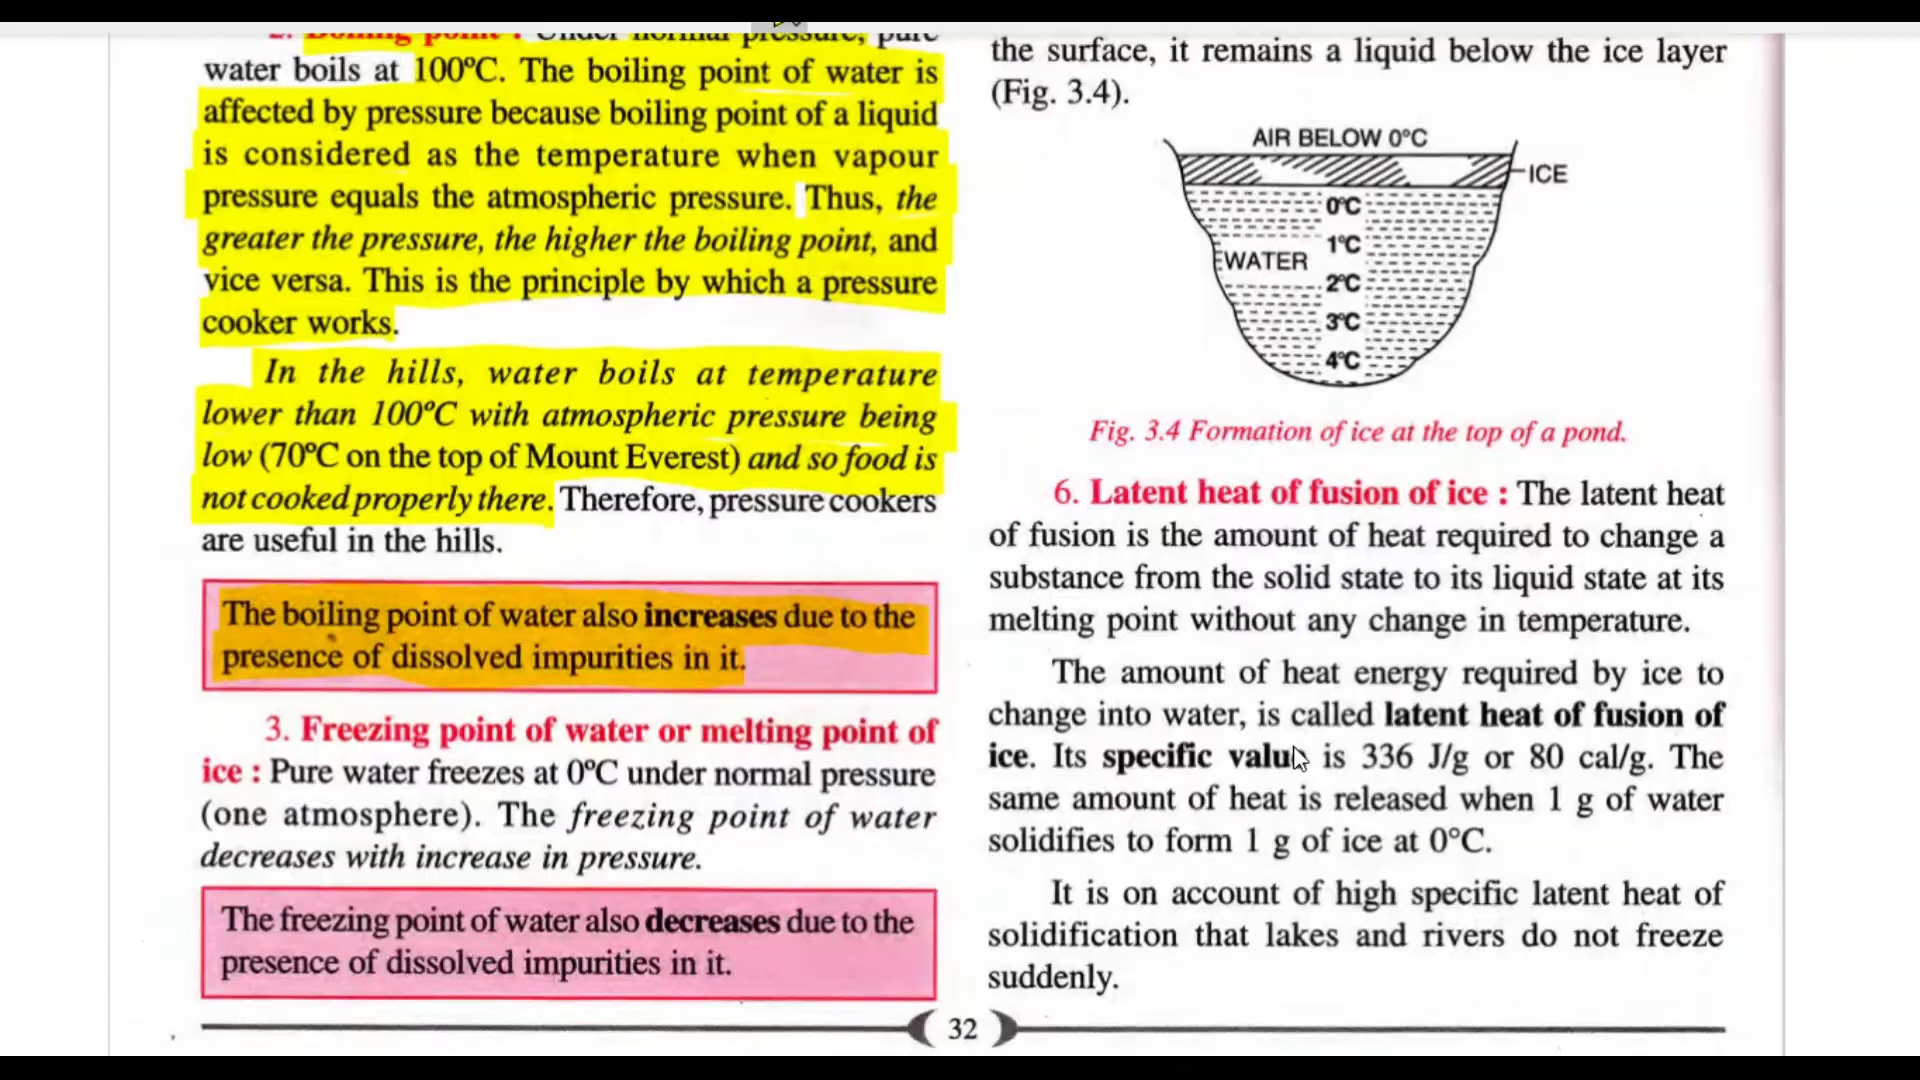 2. Boiling point : Under normal pressure, pure
water boils at 100ºC. The boiling point of water is
affected by pressure because boiling point of a liquid
is considered as the temperature when vapour
pressure equals the atmospheric pressure. Thus, the
greater the pressure, the higher the boiling point, and
vice versa. This is the principle by which a pressure
cooker works.
In the hills, water boils at temperature
lower than 100ºC with atmospheric pressure being
low (70ºC on the top of Mount Everest) and so food is
not cooked properly there. Therefore, pressure cookers
are useful in the hills.
The boiling point of water also increases due to the
presence of dissolved impurities in it.
3. Freezing point of water or melting point of
ice : Pure water freezes at 0ºC under normal pressure
(one atmosphere). The freezing point of water
decreases with increase in pressure.
The freezing point of water also decreases due to the
presence of dissolved impurities in it.
the surface, it remains a liquid below the ice layer
(Fig. 3.4).
AIR BELOW 0°C
ICE
0°C
1°C
WATER
2°C
3°C
4°C
Fig. 3.4 Formation of ice at the top of a pond.
6. Latent heat of fusion of ice : The latent heat
of fusion is the amount of heat required to change a
substance from the solid state to its liquid state at its
melting point without any change in temperature.
The amount of heat energy required by ice to
change into water, is called latent heat of fusion of
ice. Its specific value is 336 J/g or 80 cal/g. The
same amount of heat is released when 1 g of water
solidifies to form 1 g of ice at 0°C.
It is on account of high specific latent heat of
solidification that lakes and rivers do not freeze
suddenly.
32